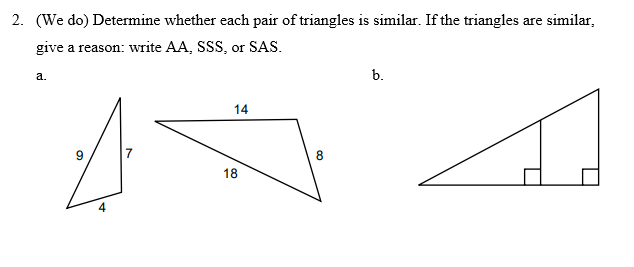 2. (We do) Determine whether each pair of triangles is similar. If the triangles are similar,
give a reason: write AA, SSS, or SAS.
a. b.
14
9 7 8
18
4